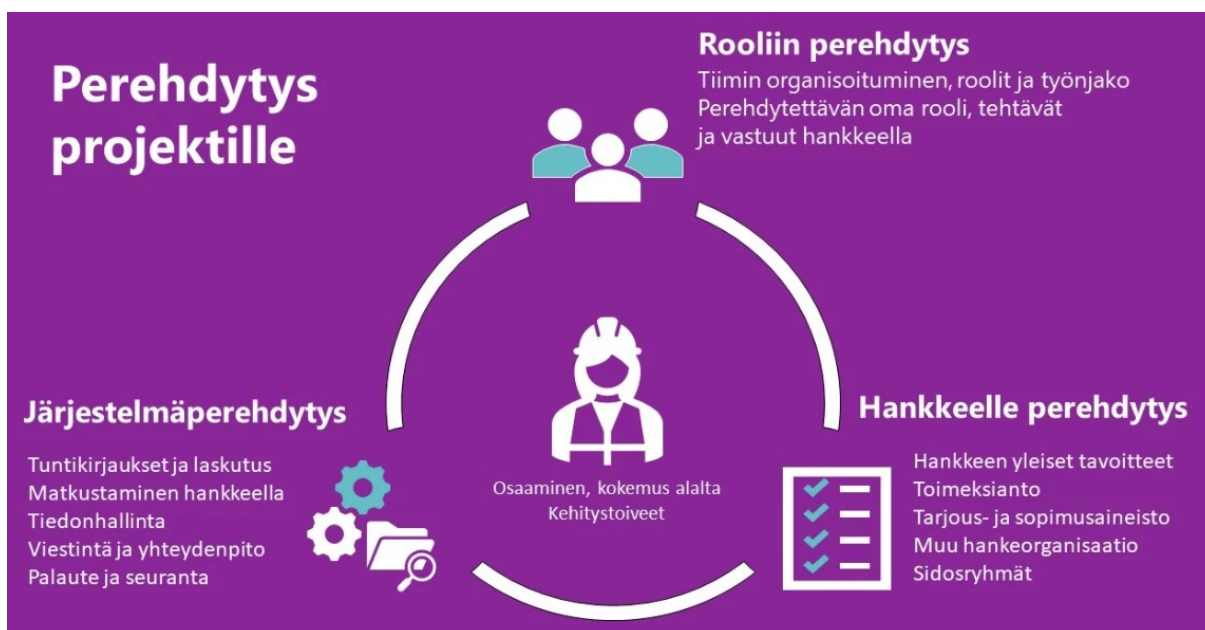 Perehdytys
projektille
Rooliin perehdytys
Tiimin organisoituminen, roolit ja työnjako
Perehdytettävän oma rooli, tehtävät
ja vastuut hankkeella
Järjestelmäperehdytys
Tuntikirjaukset ja laskutus
Matkustaminen hankkeella
Tiedonhallinta
Viestintä ja yhteydenpito
Palaute ja seuranta
Osaaminen, kokemus alalta
Kehitystoiveet
Hankkeelle perehdytys
Hankkeen yleiset tavoitteet
Toimeksianto
Tarjous- ja sopimusaineisto
Muu hankeorganisaatio
Sidosryhmät